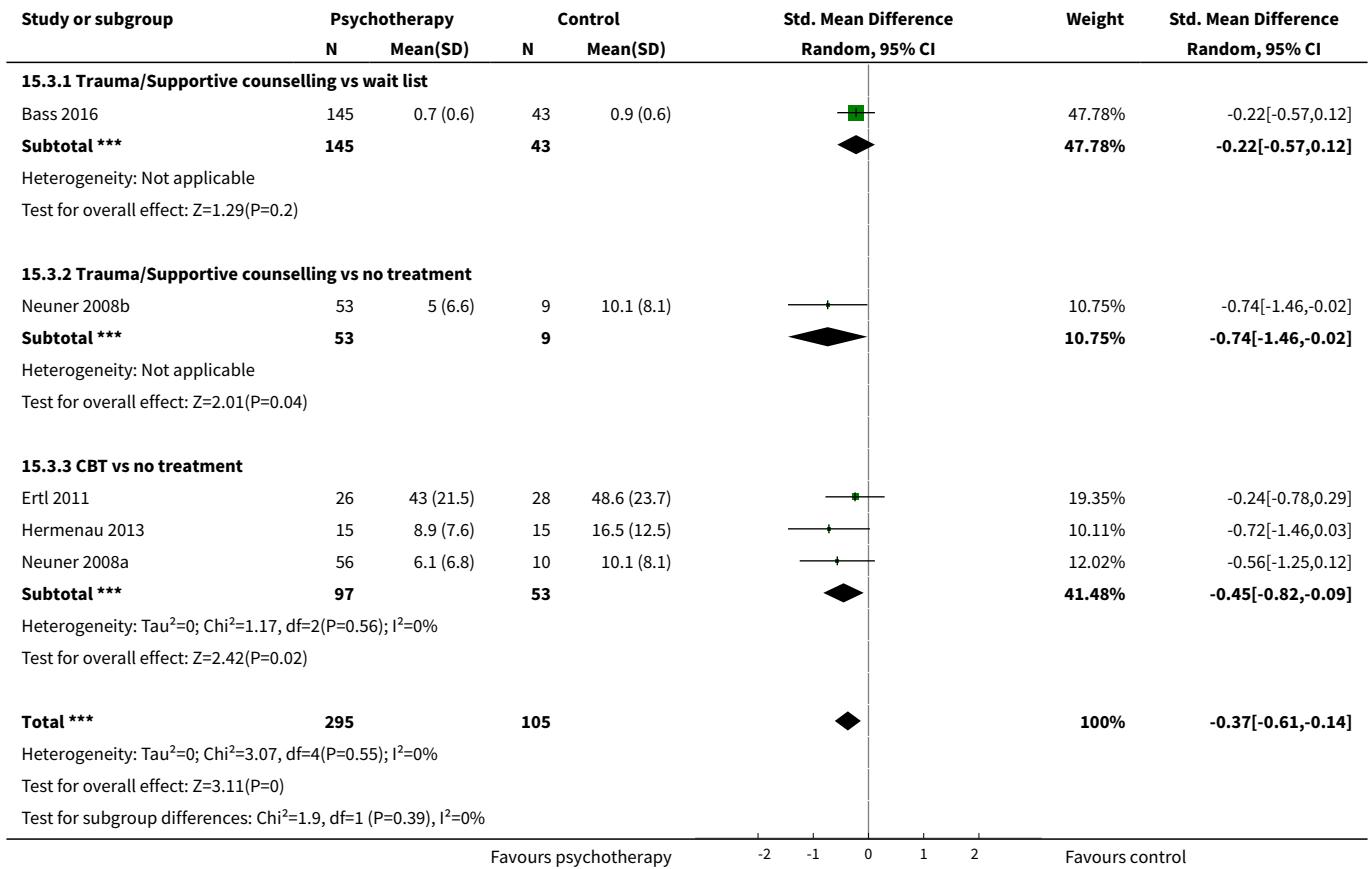 Study or subgroup Psychotherapy Control Std. Mean Difference Weight Std. Mean Difference
N Mean(SD) N Mean(SD) Random, 95% CI Random, 95% CI
15.3.1 Trauma/Supportive counselling vs wait list
Bass 2016 145 0.7 (0.6) 43 0.9 (0.6) 47.78% -0.22[-0.57,0.12]
Subtotal *** 145 43 47.78% -0.22[-0.57,0.12]
Heterogeneity: Not applicable
Test for overall effect: Z=1.29(P=0.2)
15.3.2 Trauma/Supportive counselling vs no treatment
Neuner 2008b 53 5 (6.6) 9 10.1 (8.1) 10.75% -0.74[-1.46,-0.02]
Subtotal *** 53 9 10.75% -0.74[-1.46,-0.02]
Heterogeneity: Not applicable
Test for overall effect: Z=2.01(P=0.04)
15.3.3 CBT vs no treatment
Ertl 2011 26 43 (21.5) 28 48.6 (23.7) 19.35% -0.24[-0.78,0.29]
Hermenau 2013 15 8.9 (7.6) 15 16.5 (12.5) 10.11% -0.72[-1.46,0.03]
Neuner 2008a 56 6.1 (6.8) 10 10.1 (8.1) 12.02% -0.56[-1.25,0.12]
Subtotal *** 97 53 41.48% -0.45[-0.82,-0.09]
Heterogeneity: Tau²=0; Chi²=1.17, df=2(P=0.56); I²=0%
Test for overall effect: Z=2.42(P=0.02)
Total *** 295 105 100% -0.37[-0.61,-0.14]
Heterogeneity: Tau²=0; Chi²=3.07, df=4(P=0.55); I²=0%
Test for overall effect: Z=3.11(P=0)
Test for subgroup differences: Chi²=1.9, df=1 (P=0.39), I²=0%
Favours psychotherapy -2 -1 0 1 2 Favours control